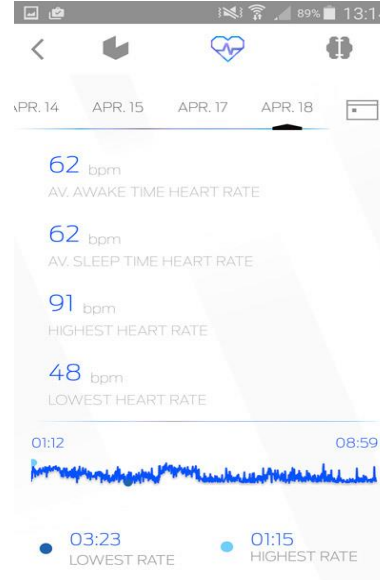 89% 13:1
APR. 14 APR. 15 APR. 17 APR. 18
62 bpm
AV. AWAKE TIME HEART RATE
62 bpm
AV. SLEEP TIME HEART RATE
91 bpm
HIGHEST HEART RATE
48 bpm
LOWEST HEART RATE
01:12 08:59
03:23 01:15
LOWEST RATE HIGHEST RATE